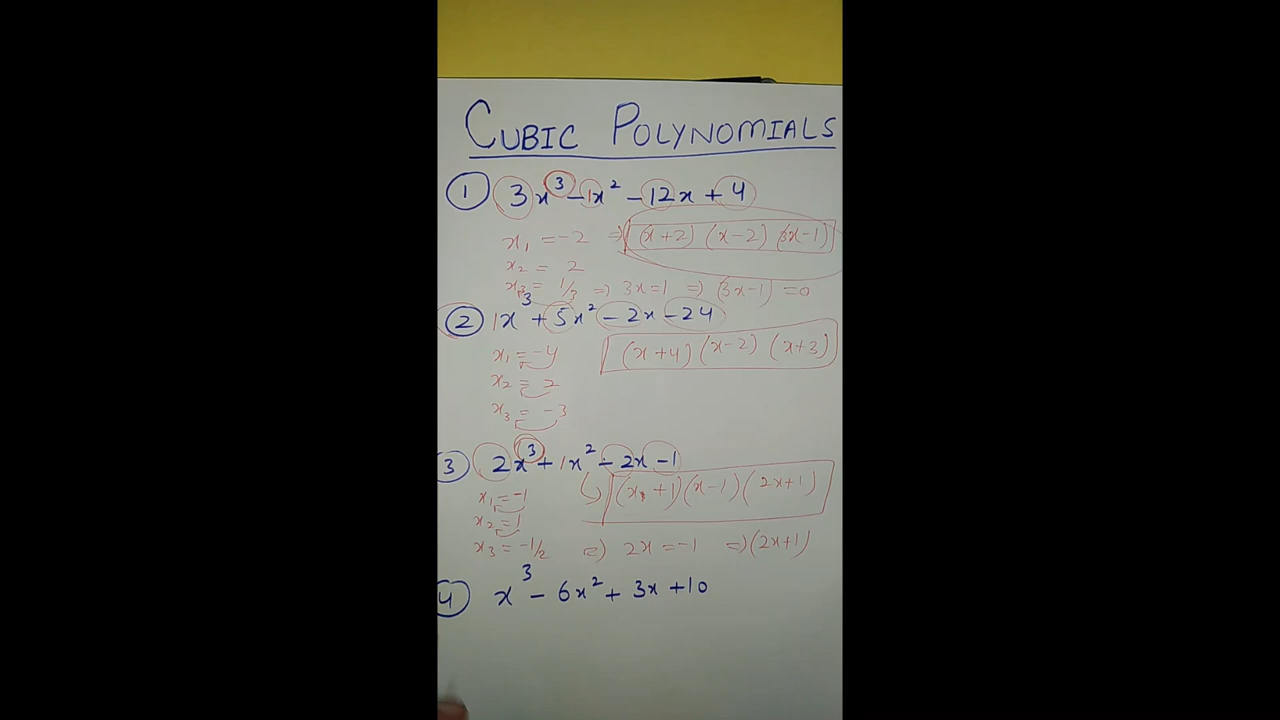 CUBIC POLYNOMIALS
1 3x³ - 1x² - 12x + 4
x₁ = -2 ⇒ (x+2) (x-2) (3x-1)
x₂ = 2
x₃ = 1/3 ⇒ 3x=1 ⇒ (3x-1) =0
2 1x³ + 5x² - 2x - 24
x₁ = -4 (x+4) (x-2) (x+3)
x₂ = 2
x₃ = -3
3 2x³ + 1x² - 2x - 1
x₁ = -1 (x+1) (x-1) (2x+1)
x₂ = 1
x₃ = -1/2 ⇒ 2x = -1 ⇒ (2x+1)
4 x³ - 6x² + 3x + 10